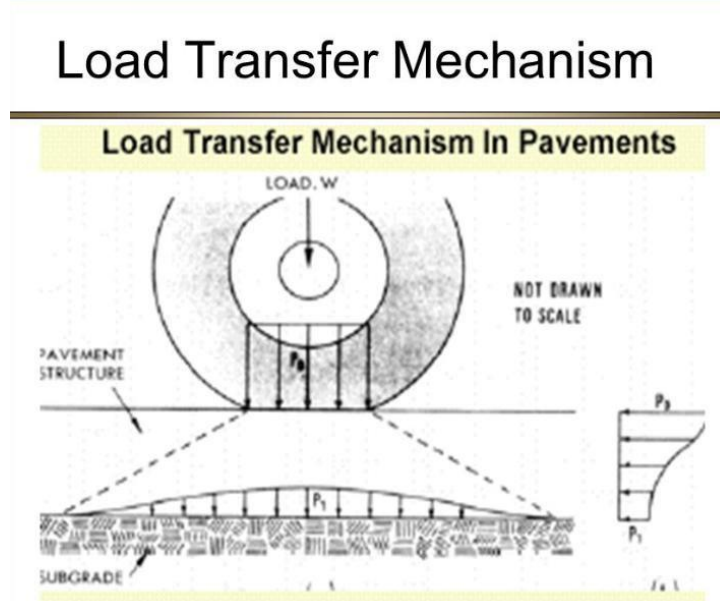 Load Transfer Mechanism
Load Transfer Mechanism In Pavements
LOAD. W
NOT DRAWN
TO SCALE
PAVEMENT
STRUCTURE
P₀
P₀
P₁
P₁
SUBGRADE